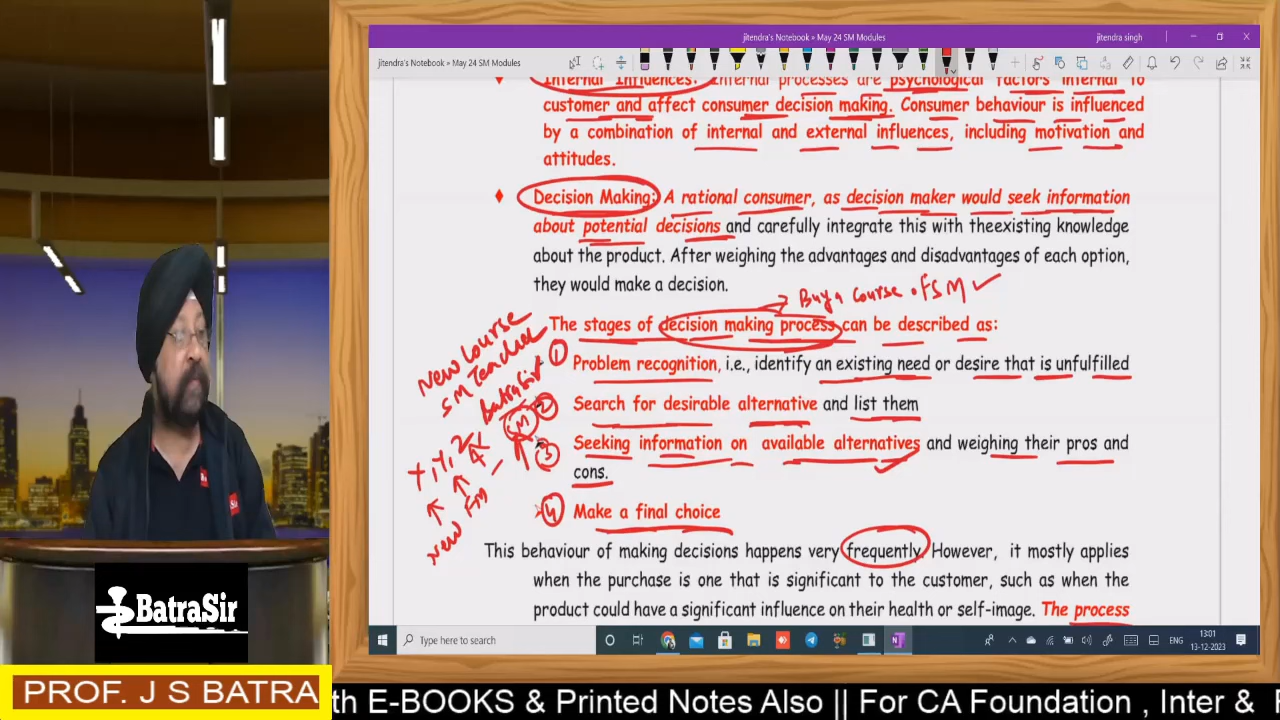 jitendra's Notebook » May 24 SM Modules
jitendra singh
jitendra's Notebook » May 24 SM Modules
Internal Influences: Internal processes are psychological factors internal to
customer and affect consumer decision making. Consumer behaviour is influenced
by a combination of internal and external influences, including motivation and
attitudes.
♦ Decision Making: A rational consumer, as decision maker would seek information
about potential decisions and carefully integrate this with theexisting knowledge
about the product. After weighing the advantages and disadvantages of each option,
they would make a decision.
Buy a Course . FSM
The stages of decision making process can be described as:
New Course
SM Teacher
BatraSir
M
New FM
1 Problem recognition, i.e., identify an existing need or desire that is unfulfilled
2 Search for desirable alternative and list them
3 Seeking information on available alternatives and weighing their pros and
cons.
4 Make a final choice
This behaviour of making decisions happens very frequently. However, it mostly applies
when the purchase is one that is significant to the customer, such as when the
product could have a significant influence on their health or self-image. The process
Type here to search
ENG
13:01
13-12-2023
BatraSir
PROF. J S BATRA
th E-BOOKS & Printed Notes Also || For CA Foundation , Inter &